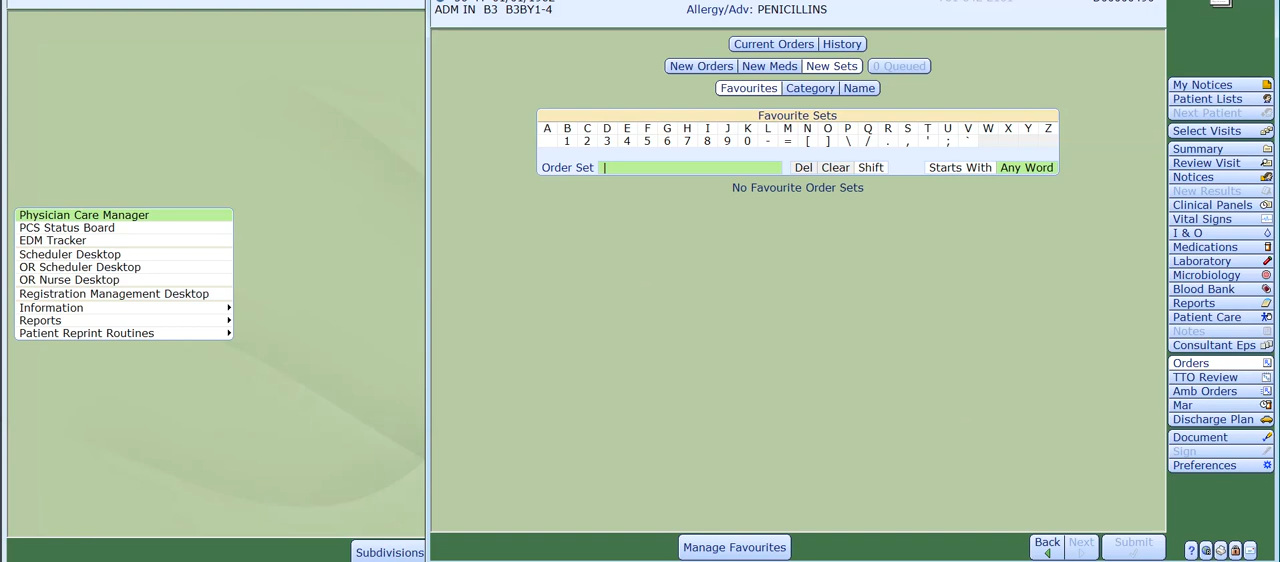 ADM IN B3 B3BY1-4
Allergy/Adv: PENICILLINS
Current Orders History
New Orders New Meds New Sets 0 Queued
Favourites Category Name
Favourite Sets
A B C D E F G H I J K L M N O P Q R S T U V W X Y Z
1 2 3 4 5 6 7 8 9 0 - = [ ] \ / . , ' ; `
Order Set Del Clear Shift Starts With Any Word
No Favourite Order Sets
Physician Care Manager
PCS Status Board
EDM Tracker
Scheduler Desktop
OR Scheduler Desktop
OR Nurse Desktop
Registration Management Desktop
Information
Reports
Patient Reprint Routines
Subdivisions
Manage Favourites
Back Next Submit
My Notices
Patient Lists
Next Patient
Select Visits
Summary
Review Visit
Notices
New Results
Clinical Panels
Vital Signs
I & O
Medications
Laboratory
Microbiology
Blood Bank
Reports
Patient Care
Notes
Consultant Eps
Orders
TTO Review
Amb Orders
Mar
Discharge Plan
Document
Sign
Preferences
?